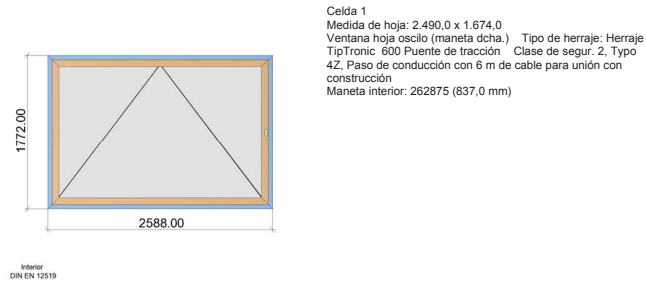 Celda 1
Medida de hoja: 2.490,0 x 1.674,0
Ventana hoja oscilo (maneta dcha.) Tipo de herraje: Herraje
TipTronic 600 Puente de tracción Clase de segur. 2, Typo
4Z, Paso de conducción con 6 m de cable para unión con
construcción
Maneta interior: 262875 (837,0 mm)
1772.00
2588.00
Interior
DIN EN 12519